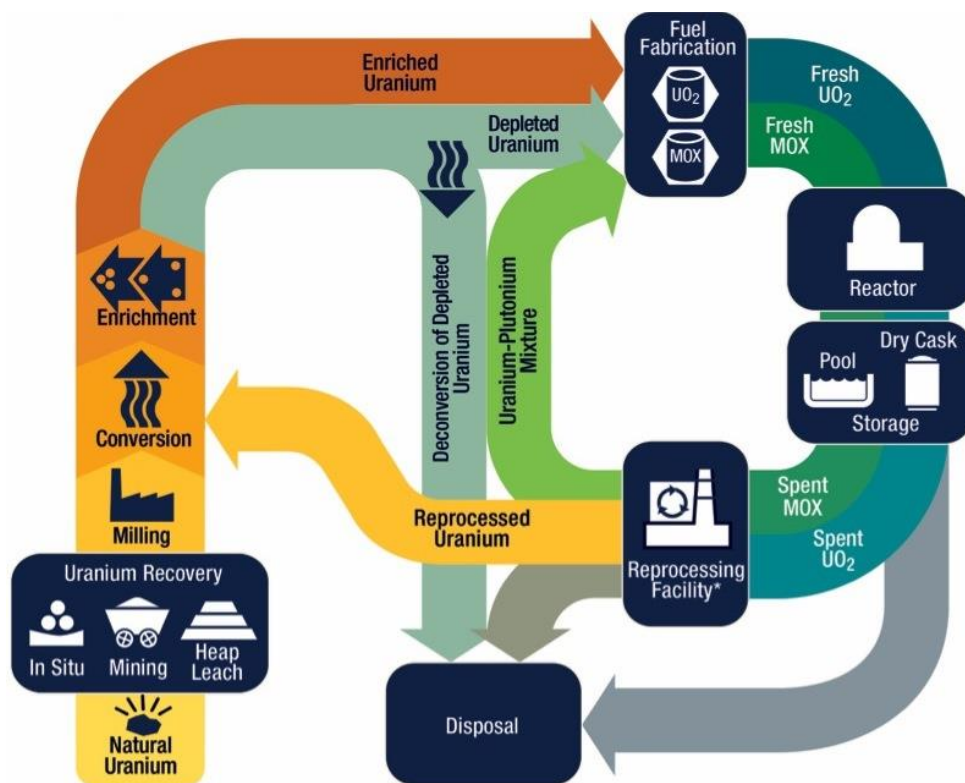 Fuel
Fabrication
UO2
MOX
Enriched
Uranium
Depleted
Uranium
Fresh
UO2
Fresh
MOX
Reactor
Dry Cask
Pool
Storage
Enrichment
Conversion
Milling
Deconversion of Depleted
Uranium
Uranium-Plutonium
Mixture
Reprocessed
Uranium
Reprocessing
Facility*
Spent
MOX
Spent
UO2
Uranium Recovery
In Situ
Mining
Heap
Leach
Natural
Uranium
Disposal